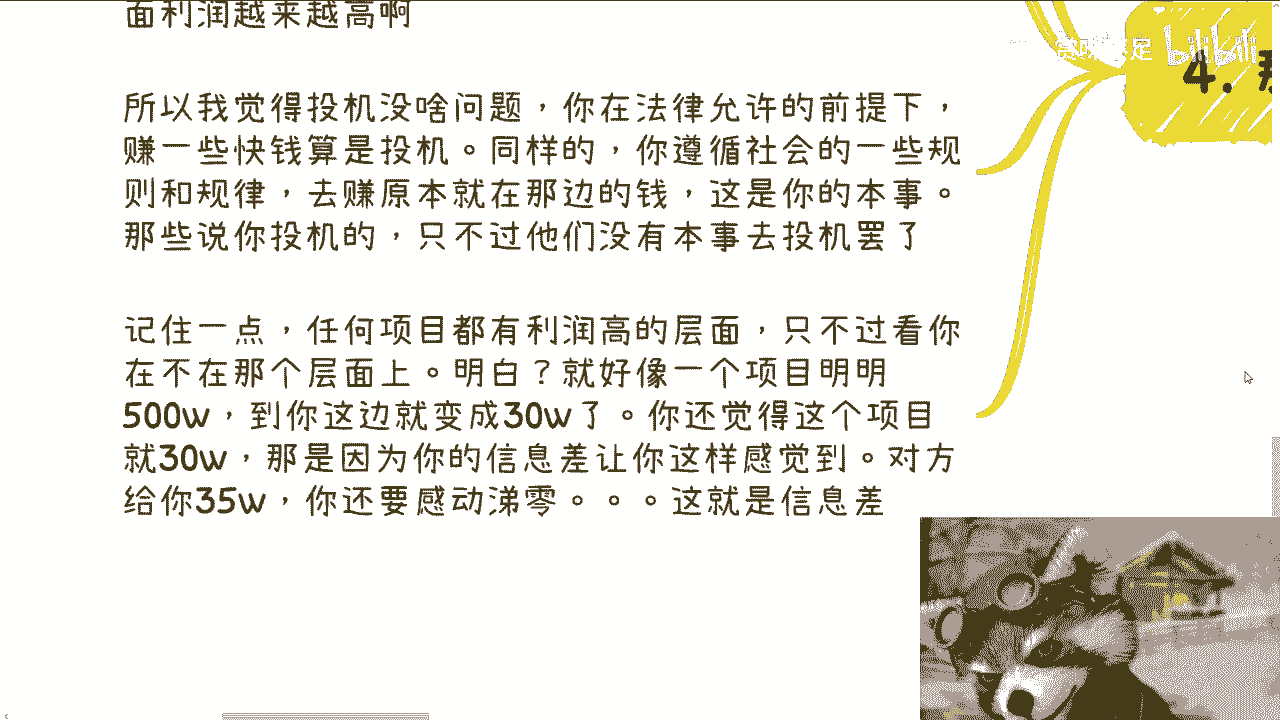 面利润越来越高啊
所以我觉得投机没啥问题，你在法律允许的前提下，
赚一些快钱算是投机。同样的，你遵循社会的一些规
则和规律，去赚原本就在那边的钱，这是你的本事。
那些说你投机的，只不过他们没有本事去投机罢了
记住一点，任何项目都有利润高的层面，只不过看你
在不在那个层面上。明白？就好像一个项目明明
500w，到你这边就变成30w了。你还觉得这个项目
就30w，那是因为你的信息差让你这样感觉到。对方
给你35w，你还要感动涕零。。。这就是信息差
bilibili
4.